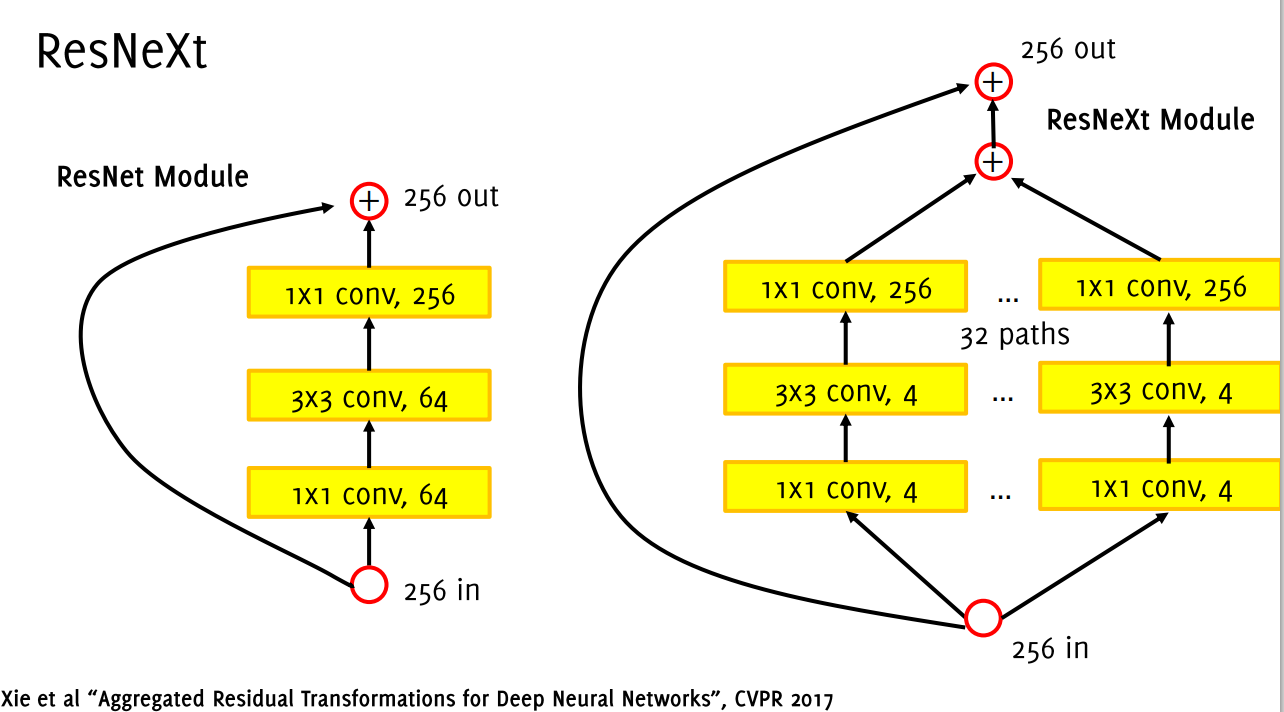 ResNeXt
ResNet Module
256 out
1x1 conv, 256
3x3 conv, 64
1x1 conv, 64
256 in
256 out
ResNeXt Module
1x1 conv, 256 ... 1x1 conv, 256
32 paths
3x3 conv, 4 ... 3x3 conv, 4
1x1 conv, 4 ... 1x1 conv, 4
256 in
Xie et al “Aggregated Residual Transformations for Deep Neural Networks”, CVPR 2017